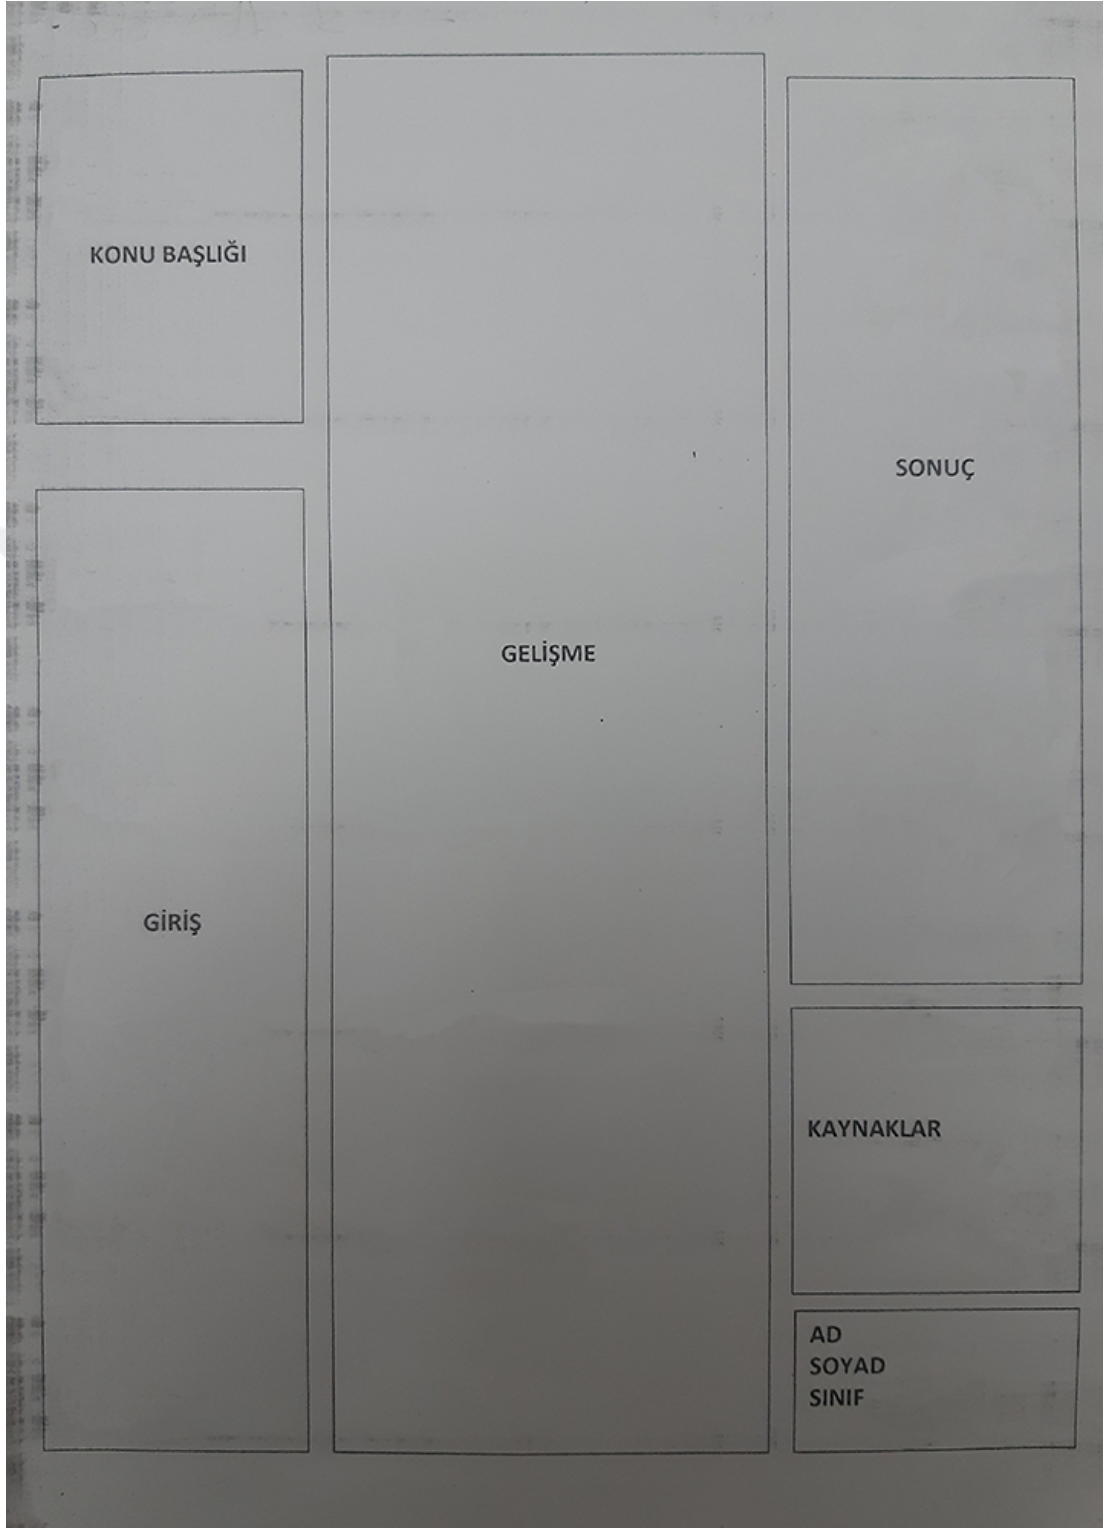 KONU BAŞLIĞI
GİRİŞ
GELİŞME
SONUÇ
KAYNAKLAR
AD
SOYAD
SINIF